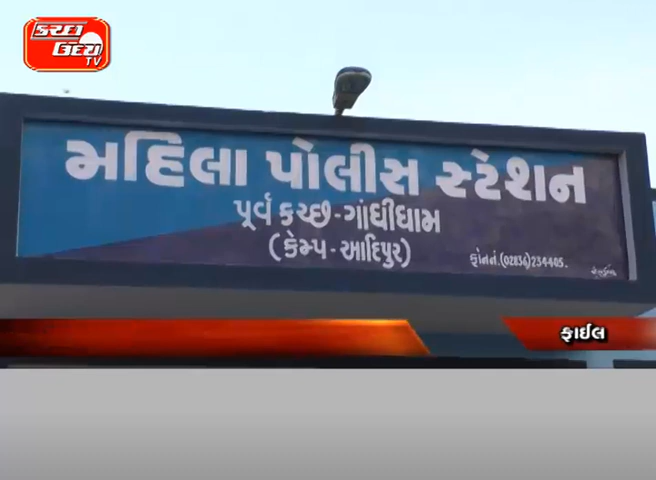 કચ્છ ઉદય TV
મહિલા પોલીસ સ્ટેશન
પૂર્વ કચ્છ-ગાંધીધામ
(કેમ્પ-આદિપુર)
ફોન નં.(02836)234405.
ફાઈલ